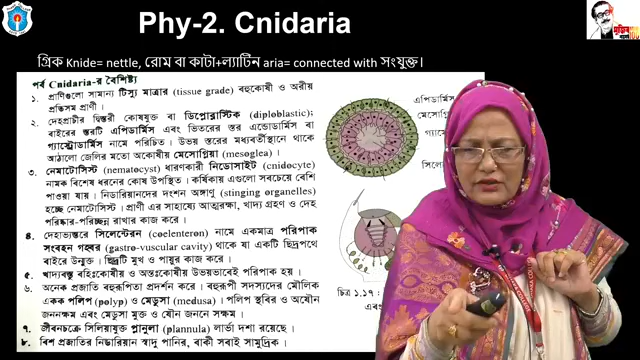 Phy-2. Cnidaria
গ্রিক Knide= nettle, রোম বা কাটা+ল্যাটিন aria= connected with সংযুক্ত।
পর্ব Cnidaria-র বৈশিষ্ট্য
১. প্রাণিগুলো সামান্য টিস্যু মাত্রার (tissue grade) বহুকোষী ও অরীয়
প্রতিসম প্রাণী।
২. দেহপ্রাচীর দ্বিস্তরী কোষযুক্ত বা ডিপ্লোব্লাস্টিক (diploblastic);
বাইরের স্তরটি এপিডার্মিস এবং ভিতরের স্তর এন্ডোডার্মিস বা
গ্যাস্ট্রোডার্মিস নামে পরিচিত। উভয় স্তরের মধ্যবর্তীস্থানে থাকে
আঠালো জেলির মতো অকোষীয় মেসোগ্লিয়া (mesoglea)।
৩. নেমাটোসিস্ট (nematocyst) ধারণকারী নিডোসাইট (cnidocyte)
নামক বিশেষ ধরনের কোষ উপস্থিত। কর্ষিকায় এগুলো সবচেয়ে বেশি
পাওয়া যায়। নিডারিয়ানদের দংশন অঙ্গাণু (stinging organelles)
হচ্ছে নেমাটোসিস্ট। প্রাণী এর সাহায্যে আত্মরক্ষা, খাদ্য গ্রহণ ও দেহ
পরিষ্কার-পরিচ্ছন্ন রাখার কাজ করে।
৪. দেহাভ্যন্তরে সিলেন্টেরন (coelenteron) নামে একমাত্র পরিপাক
সংবহন গহ্বর (gastro-vascular cavity) থাকে যা একটি ছিদ্রপথে
বাইরে উন্মুক্ত। ছিদ্রটি মুখ ও পায়ুর কাজ করে।
৫. খাদ্যবস্তু বহিঃকোষীয় ও অন্তঃকোষীয় উভয়ভাবেই পরিপাক হয়।
৬. অনেক প্রজাতি বহুরূপিতা প্রদর্শন করে। বহুরূপী সদস্যদের মৌলিক
একক পলিপ (polyp) ও মেডুসা (medusa)। পলিপ স্থবির ও অযৌন
জননক্ষম এবং মেডুসা মুক্ত ও যৌন জননে সক্ষম।
৭. জীবনচক্রে সিলিয়াযুক্ত প্লানুলা (plannula) লার্ভা দশা রয়েছে।
৮. বিশ প্রজাতির নিডারিয়ান স্বাদু পানির, বাকী সবাই সামুদ্রিক।
এপিডার্মি
মেসোগ্লি
চিত্র ১.১৭ :